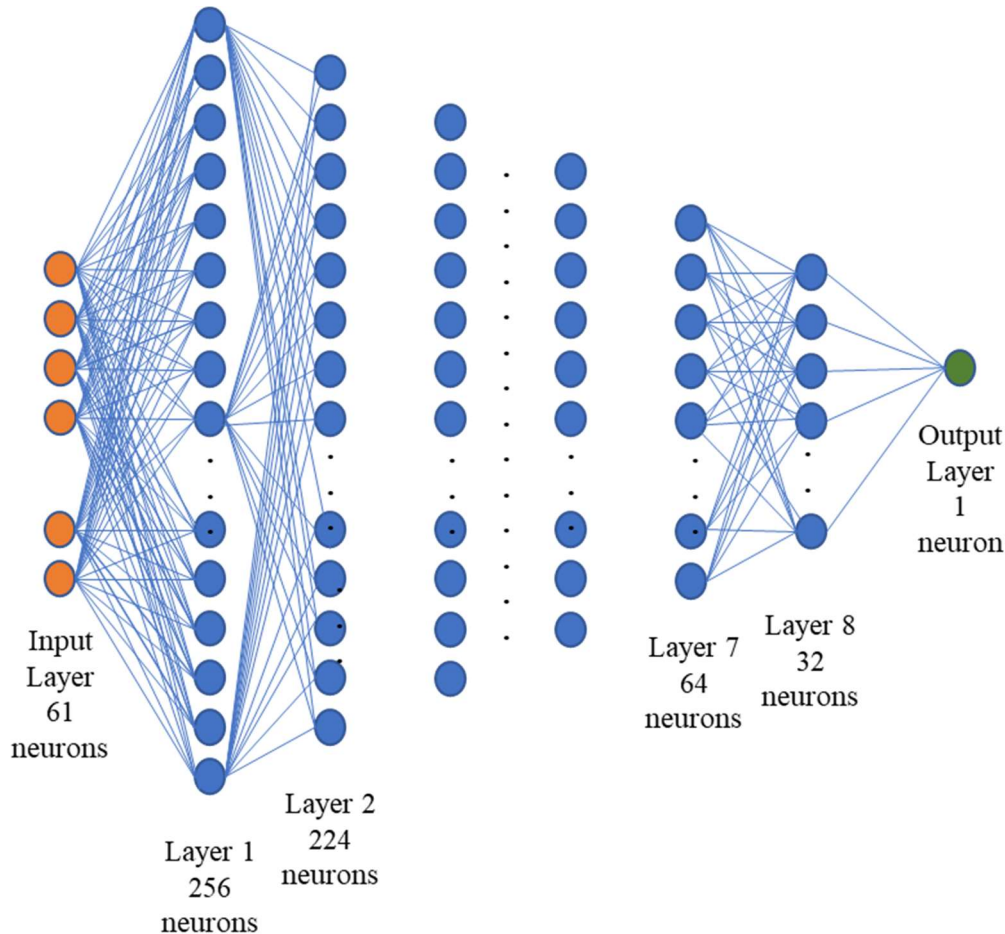 Input
Layer
61
neurons
Layer 1
256
neurons
Layer 2
224
neurons
Layer 7
64
neurons
Layer 8
32
neurons
Output
Layer
1
neuron